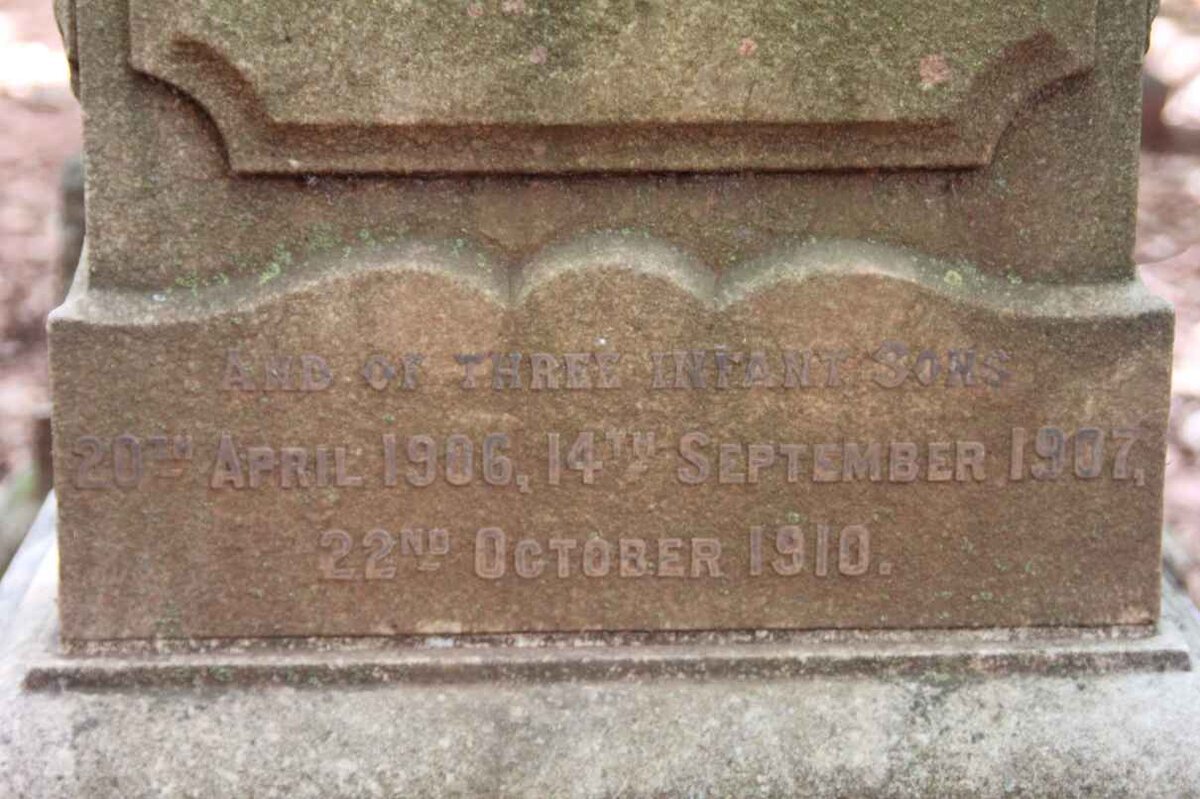 And of three infant Sons
20th April 1906, 14th September 1907,
22nd October 1910.